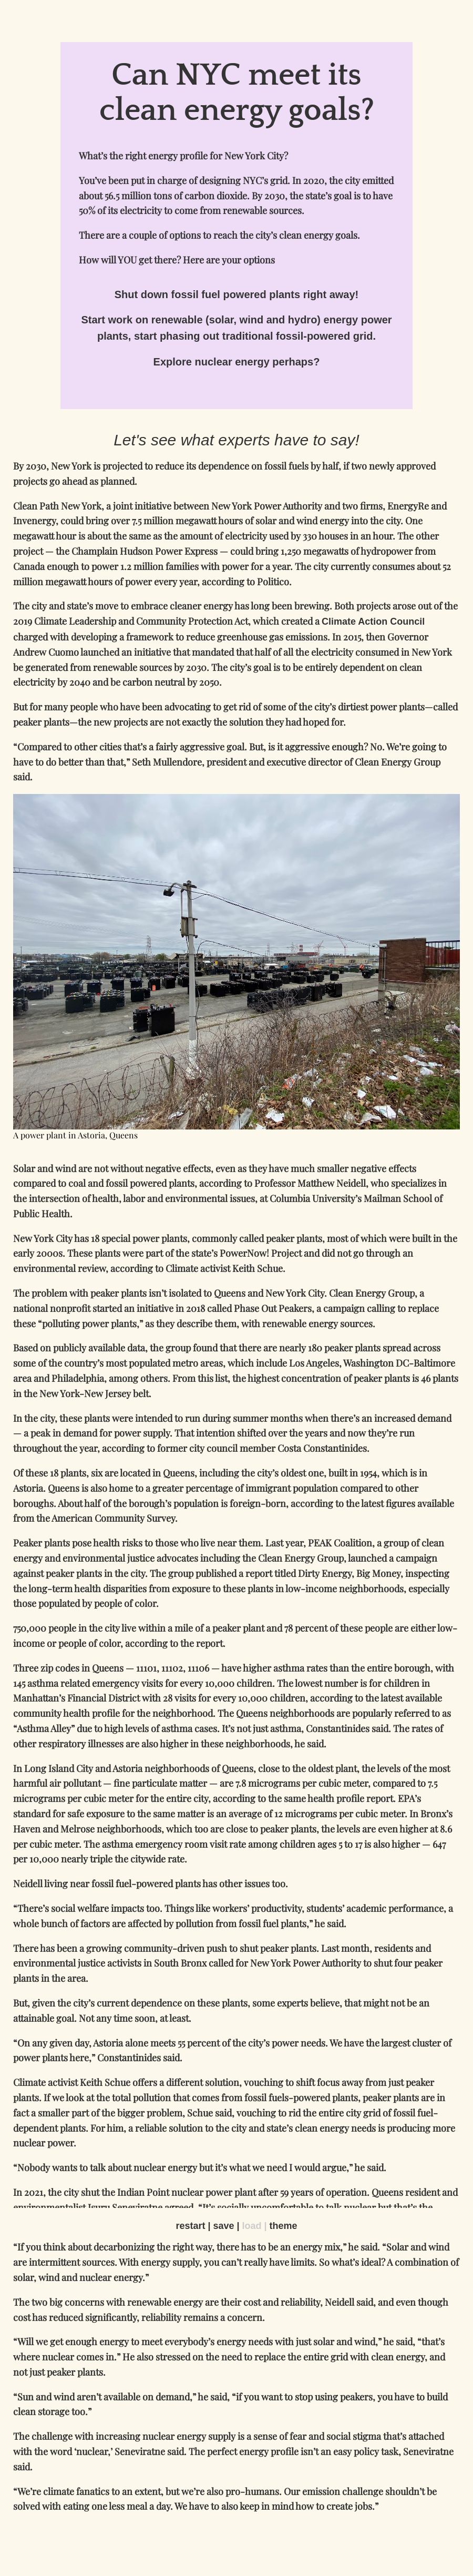 Can NYC meet its
clean energy goals?
What's the right energy profile for New York City?
You've been put in charge of designing NYC's grid. In 2020, the city emitted
about 56.5 million tons of carbon dioxide. By 2030, the state's goal is to have
50% of its electricity to come from renewable sources.
There are a couple of options to reach the city's clean energy goals.
How will YOU get there? Here are your options
Shut down fossil fuel powered plants right away!
Start work on renewable (solar, wind and hydro) energy power
plants, start phasing out traditional fossil-powered grid.
Explore nuclear energy perhaps?
Let's see what experts have to say!
By 2030, New York is projected to reduce its dependence on fossil fuels by half, if two newly approved
projects go ahead as planned.
Clean Path New York, a joint initiative between New York Power Authority and two firms, EnergyRe and
Invenergy, could bring over 7.5 million megawatt hours of solar and wind energy into the city. One
megawatt hour is about the same as the amount of electricity used by 330 houses in an hour. The other
project — the Champlain Hudson Power Express — could bring 1,250 megawatts of hydropower from
Canada enough to power 1.2 million families with power for a year. The city currently consumes about 52
million megawatt hours of power every year, according to Politico.
The city and state's move to embrace cleaner energy has long been brewing. Both projects arose out of the
2019 Climate Leadership and Community Protection Act, which created a Climate Action Council
charged with developing a framework to reduce greenhouse gas emissions. In 2015, then Governor
Andrew Cuomo launched an initiative that mandated that half of all the electricity consumed in New York
be generated from renewable sources by 2030. The city's goal is to be entirely dependent on clean
electricity by 2040 and be carbon neutral by 2050.
But for many people who have been advocating to get rid of some of the city's dirtiest power plants—called
peaker plants—the new projects are not exactly the solution they had hoped for.
“Compared to other cities that's a fairly aggressive goal. But, is it aggressive enough? No. We're going to
have to do better than that,” Seth Mullendore, president and executive director of Clean Energy Group
said.
A power plant in Astoria, Queens
Solar and wind are not without negative effects, even as they have much smaller negative effects
compared to coal and fossil powered plants, according to Professor Matthew Neidell, who specializes in
the intersection of health, labor and environmental issues, at Columbia University's Mailman School of
Public Health.
New York City has 18 special power plants, commonly called peaker plants, most of which were built in the
early 2000s. These plants were part of the state's PowerNow! Project and did not go through an
environmental review, according to Climate activist Keith Schue.
The problem with peaker plants isn't isolated to Queens and New York City. Clean Energy Group, a
national nonprofit started an initiative in 2018 called Phase Out Peakers, a campaign calling to replace
these “polluting power plants,” as they describe them, with renewable energy sources.
Based on publicly available data, the group found that there are nearly 180 peaker plants spread across
some of the country's most populated metro areas, which include Los Angeles, Washington DC-Baltimore
area and Philadelphia, among others. From this list, the highest concentration of peaker plants is 46 plants
in the New York-New Jersey belt.
In the city, these plants were intended to run during summer months when there's an increased demand
— a peak in demand for power supply. That intention shifted over the years and now they're run
throughout the year, according to former city council member Costa Constantinides.
Of these 18 plants, six are located in Queens, including the city's oldest one, built in 1954, which is in
Astoria. Queens is also home to a greater percentage of immigrant population compared to other
boroughs. About half of the borough's population is foreign-born, according to the latest figures available
from the American Community Survey.
Peaker plants pose health risks to those who live near them. Last year, PEAK Coalition, a group of clean
energy and environmental justice advocates including the Clean Energy Group, launched a campaign
against peaker plants in the city. The group published a report titled Dirty Energy, Big Money, inspecting
the long-term health disparities from exposure to these plants in low-income neighborhoods, especially
those populated by people of color.
750,000 people in the city live within a mile of a peaker plant and 78 percent of these people are either low-
income or people of color, according to the report.
Three zip codes in Queens — 11101, 11102, 11106 — have higher asthma rates than the entire borough, with
145 asthma related emergency visits for every 10,000 children. The lowest number is for children in
Manhattan's Financial District with 28 visits for every 10,000 children, according to the latest available
community health profile for the neighborhood. The Queens neighborhoods are popularly referred to as
“Asthma Alley” due to high levels of asthma cases. It's not just asthma, Constantinides said. The rates of
other respiratory illnesses are also higher in these neighborhoods, he said.
In Long Island City and Astoria neighborhoods of Queens, close to the oldest plant, the levels of the most
harmful air pollutant — fine particulate matter — are 7.8 micrograms per cubic meter, compared to 7.5
micrograms per cubic meter for the entire city, according to the same health profile report. EPA's
standard for safe exposure to the same matter is an average of 12 micrograms per cubic meter. In Bronx's
Haven and Melrose neighborhoods, which too are close to peaker plants, the levels are even higher at 8.6
per cubic meter. The asthma emergency room visit rate among children ages 5 to 17 is also higher — 647
per 10,000 nearly triple the citywide rate.
Neidell living near fossil fuel-powered plants has other issues too.
“There's social welfare impacts too. Things like workers' productivity, students' academic performance, a
whole bunch of factors are affected by pollution from fossil fuel plants,” he said.
There has been a growing community-driven push to shut peaker plants. Last month, residents and
environmental justice activists in South Bronx called for New York Power Authority to shut four peaker
plants in the area.
But, given the city's current dependence on these plants, some experts believe, that might not be an
attainable goal. Not any time soon, at least.
“On any given day, Astoria alone meets 55 percent of the city's power needs. We have the largest cluster of
power plants here,” Constantinides said.
Climate activist Keith Schue offers a different solution, vouching to shift focus away from just peaker
plants. If we look at the total pollution that comes from fossil fuels-powered plants, peaker plants are in
fact a smaller part of the bigger problem, Schue said, vouching to rid the entire city grid of fossil fuel-
dependent plants. For him, a reliable solution to the city and state's clean energy needs is producing more
nuclear power.
“Nobody wants to talk about nuclear energy but it's what we need I would argue,” he said.
In 2021, the city shut the Indian Point nuclear power plant after 59 years of operation. Queens resident and
environmentalist Isuru Seneviratne agreed. “It's socially uncomfortable to talk nuclear but that's the
restart | save | load | theme
“If you think about decarbonizing the right way, there has to be an energy mix,” he said. “Solar and wind
are intermittent sources. With energy supply, you can't really have limits. So what's ideal? A combination of
solar, wind and nuclear energy.”
The two big concerns with renewable energy are their cost and reliability, Neidell said, and even though
cost has reduced significantly, reliability remains a concern.
“Will we get enough energy to meet everybody's energy needs with just solar and wind,” he said, “that's
where nuclear comes in.” He also stressed on the need to replace the entire grid with clean energy, and
not just peaker plants.
“Sun and wind aren't available on demand,” he said, “if you want to stop using peakers, you have to build
clean storage too.”
The challenge with increasing nuclear energy supply is a sense of fear and social stigma that's attached
with the word ‘nuclear,’ Seneviratne said. The perfect energy profile isn't an easy policy task, Seneviratne
said.
“We're climate fanatics to an extent, but we're also pro-humans. Our emission challenge shouldn't be
solved with eating one less meal a day. We have to also keep in mind how to create jobs.”